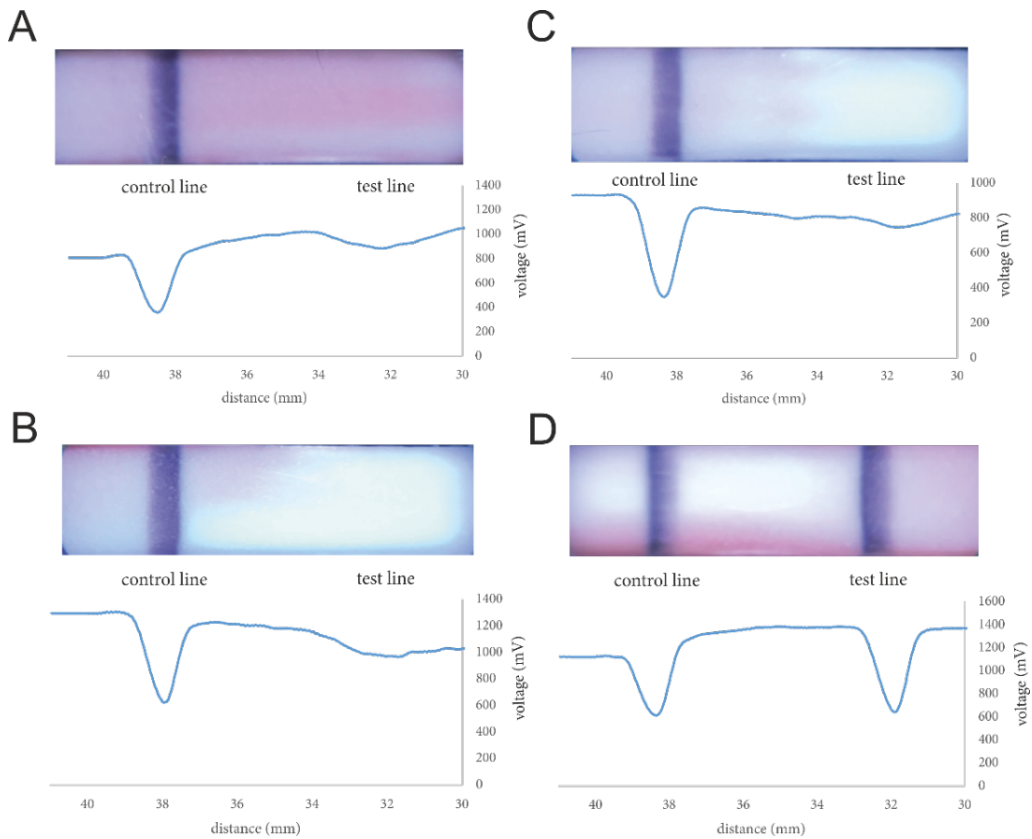 A
control line test line
1400
1200
1000
800
600
400
200
0
voltage (mV)
40 38 36 34 32 30
distance (mm)
B
control line test line
1400
1200
1000
800
600
400
200
0
voltage (mV)
40 38 36 34 32 30
distance (mm)
C
control line test line
1000
800
600
400
200
0
voltage (mV)
40 38 36 34 32 30
distance (mm)
D
control line test line
1600
1400
1200
1000
800
600
400
200
0
voltage (mV)
40 38 36 34 32 30
distance (mm)